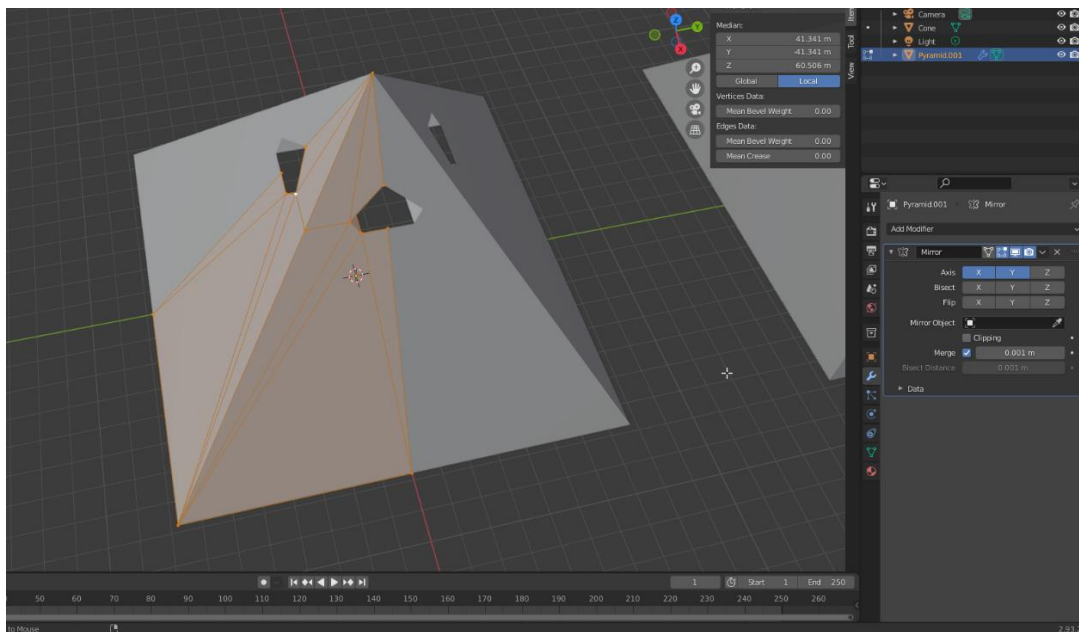 Median:
X 41.341 m
Y -41.341 m
Z 60.506 m
Global Local
Vertices Data:
Mean Bevel Weight 0.00
Edges Data:
Mean Bevel Weight 0.00
Mean Crease 0.00
Item
Tool
View
Z
Y
X
Camera
Cone
Light
Pyramid.001
Pyramid.001 Mirror
Add Modifier
Mirror
Axis X Y Z
Bisect X Y Z
Flip X Y Z
Mirror Object
Clipping
Merge 0.001 m
Bisect Distance 0.001 m
Data
1 Start 1 End 250
50 60 70 80 90 100 110 120 130 140 150 160 170 180 190 200 210 220 230 240 250 260
to Mouse
2.93.